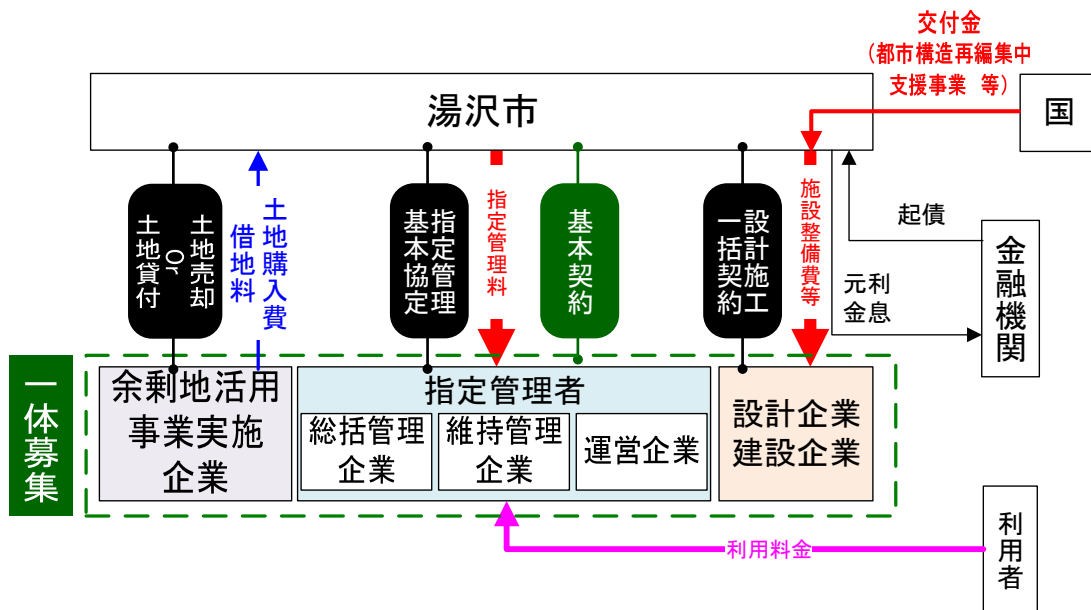 交付金
(都市構造再編集中
支援事業 等)
湯沢市
国
土地売却
Or
土地貸付
土地購入費
借地料
指定管理
基本協定
指定管理料
基本契約
設計施工
一括契約
施設整備費等
起債
元利
金息
金融機関
一体募集
余剰地活用
事業実施
企業
指定管理者
総括管理
企業
維持管理
企業
運営企業
設計企業
建設企業
利用料金
利用者